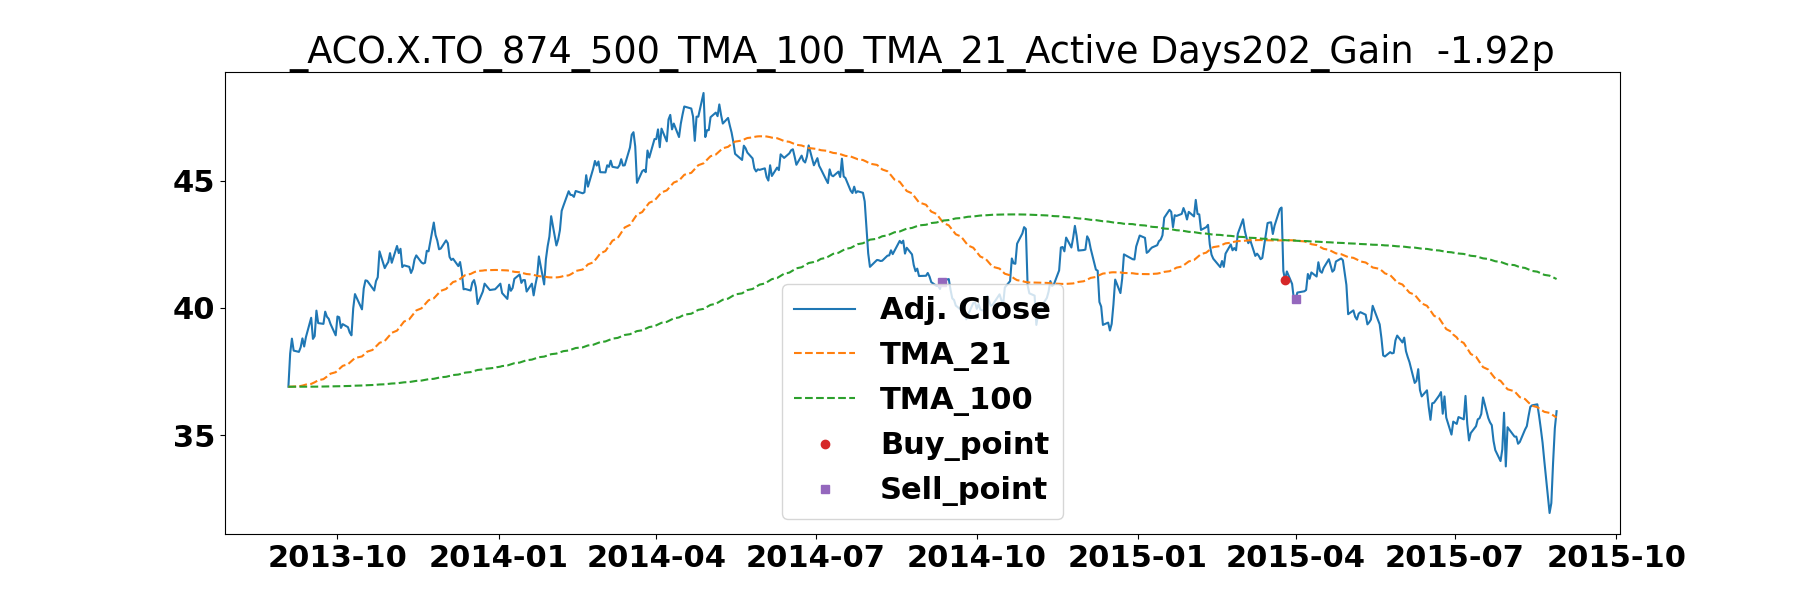 _ACO.X.TO_874_500_TMA_100_TMA_21_Active Days202_Gain  -1.92p
45
40
35
Adj. Close
TMA_21
TMA_100
Buy_point
Sell_point
2013-10 2014-01 2014-04 2014-07 2014-10 2015-01 2015-04 2015-07 2015-10